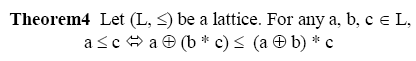 Theorem4 Let (L, ≤) be a lattice. For any a, b, c ∈ L,
a ≤ c ⇔ a ⊕ (b * c) ≤ (a ⊕ b) * c